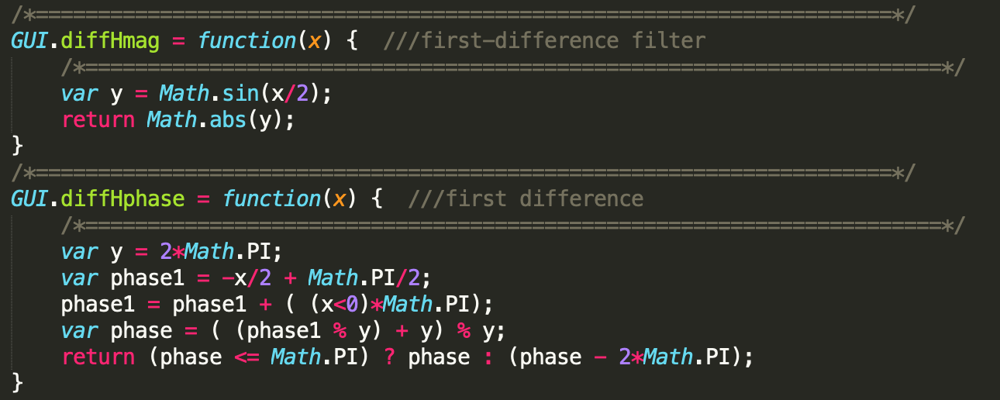 /*=====================================================================*/
GUI.diffHmag = function(x) {  ///first-difference filter
    /*=====================================================================*/
    var y = Math.sin(x/2);
    return Math.abs(y);
}
/*=====================================================================*/
GUI.diffHphase = function(x) {  ///first difference
    /*=====================================================================*/
    var y = 2*Math.PI;
    var phase1 = -x/2 + Math.PI/2;
    phase1 = phase1 + ( (x<0)*Math.PI);
    var phase = ( (phase1 % y) + y) % y;
    return (phase <= Math.PI) ? phase : (phase - 2*Math.PI);
}